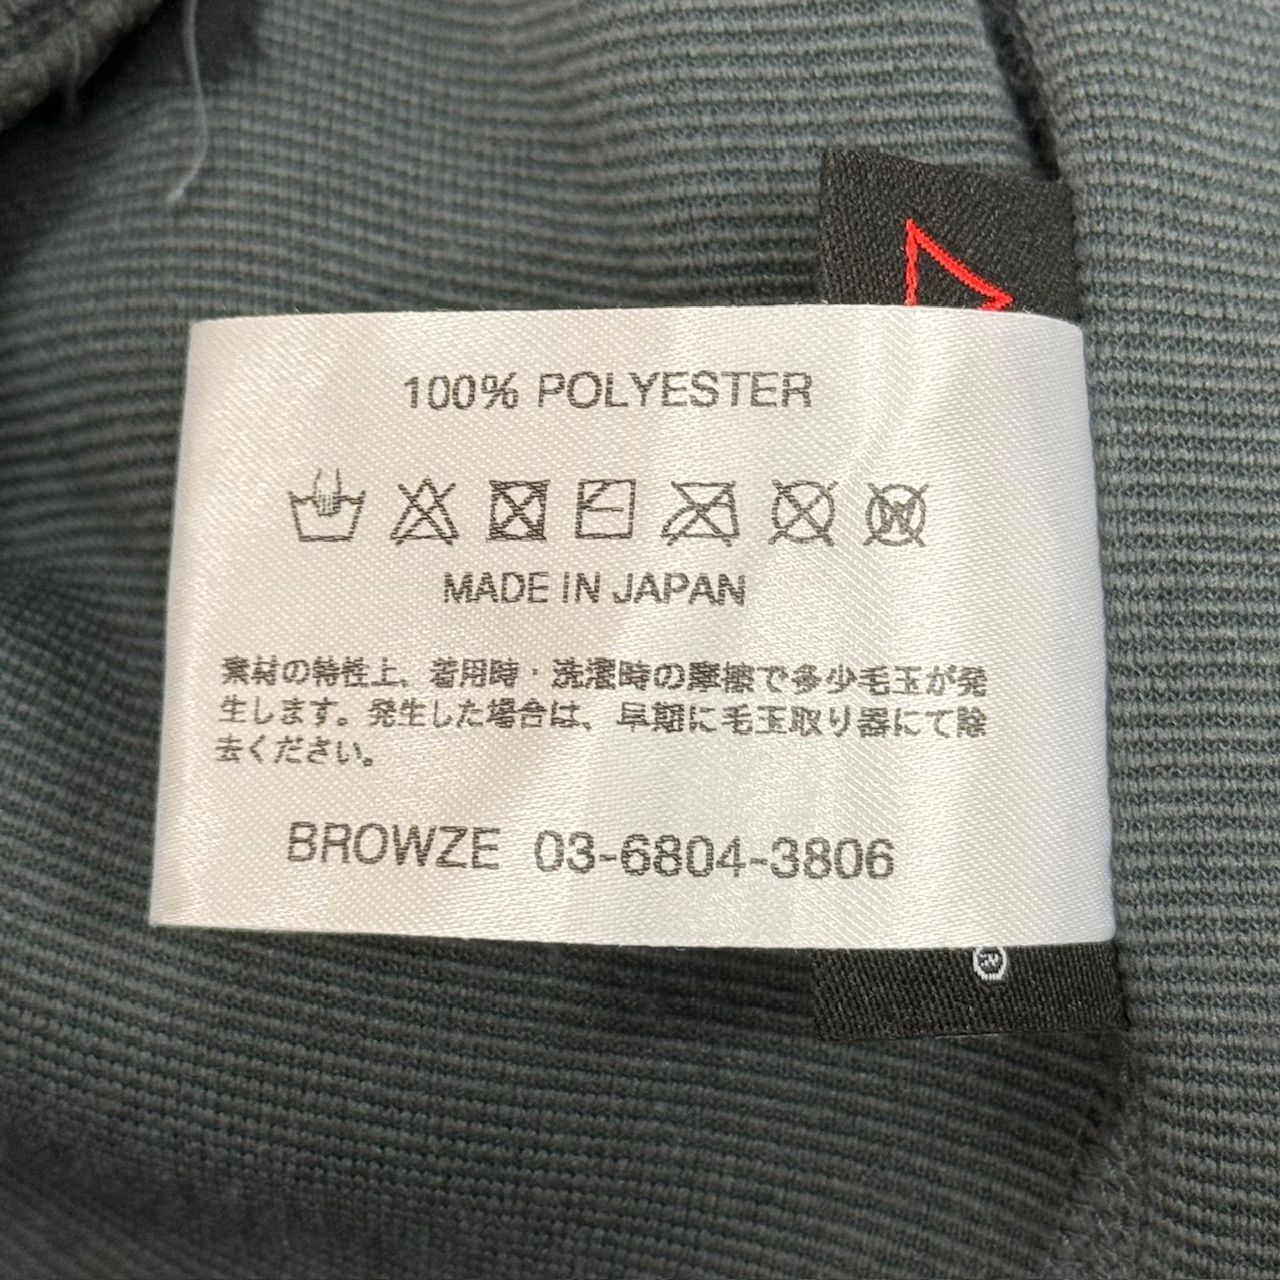 100% POLYESTER
W
MADE IN JAPAN
素材の特性上、着用時・洗濯時の摩擦で多少毛玉が発
生します。発生した場合は、早期に毛玉取り器にて除
去ください。
BROWZE 03-6804-3806
®